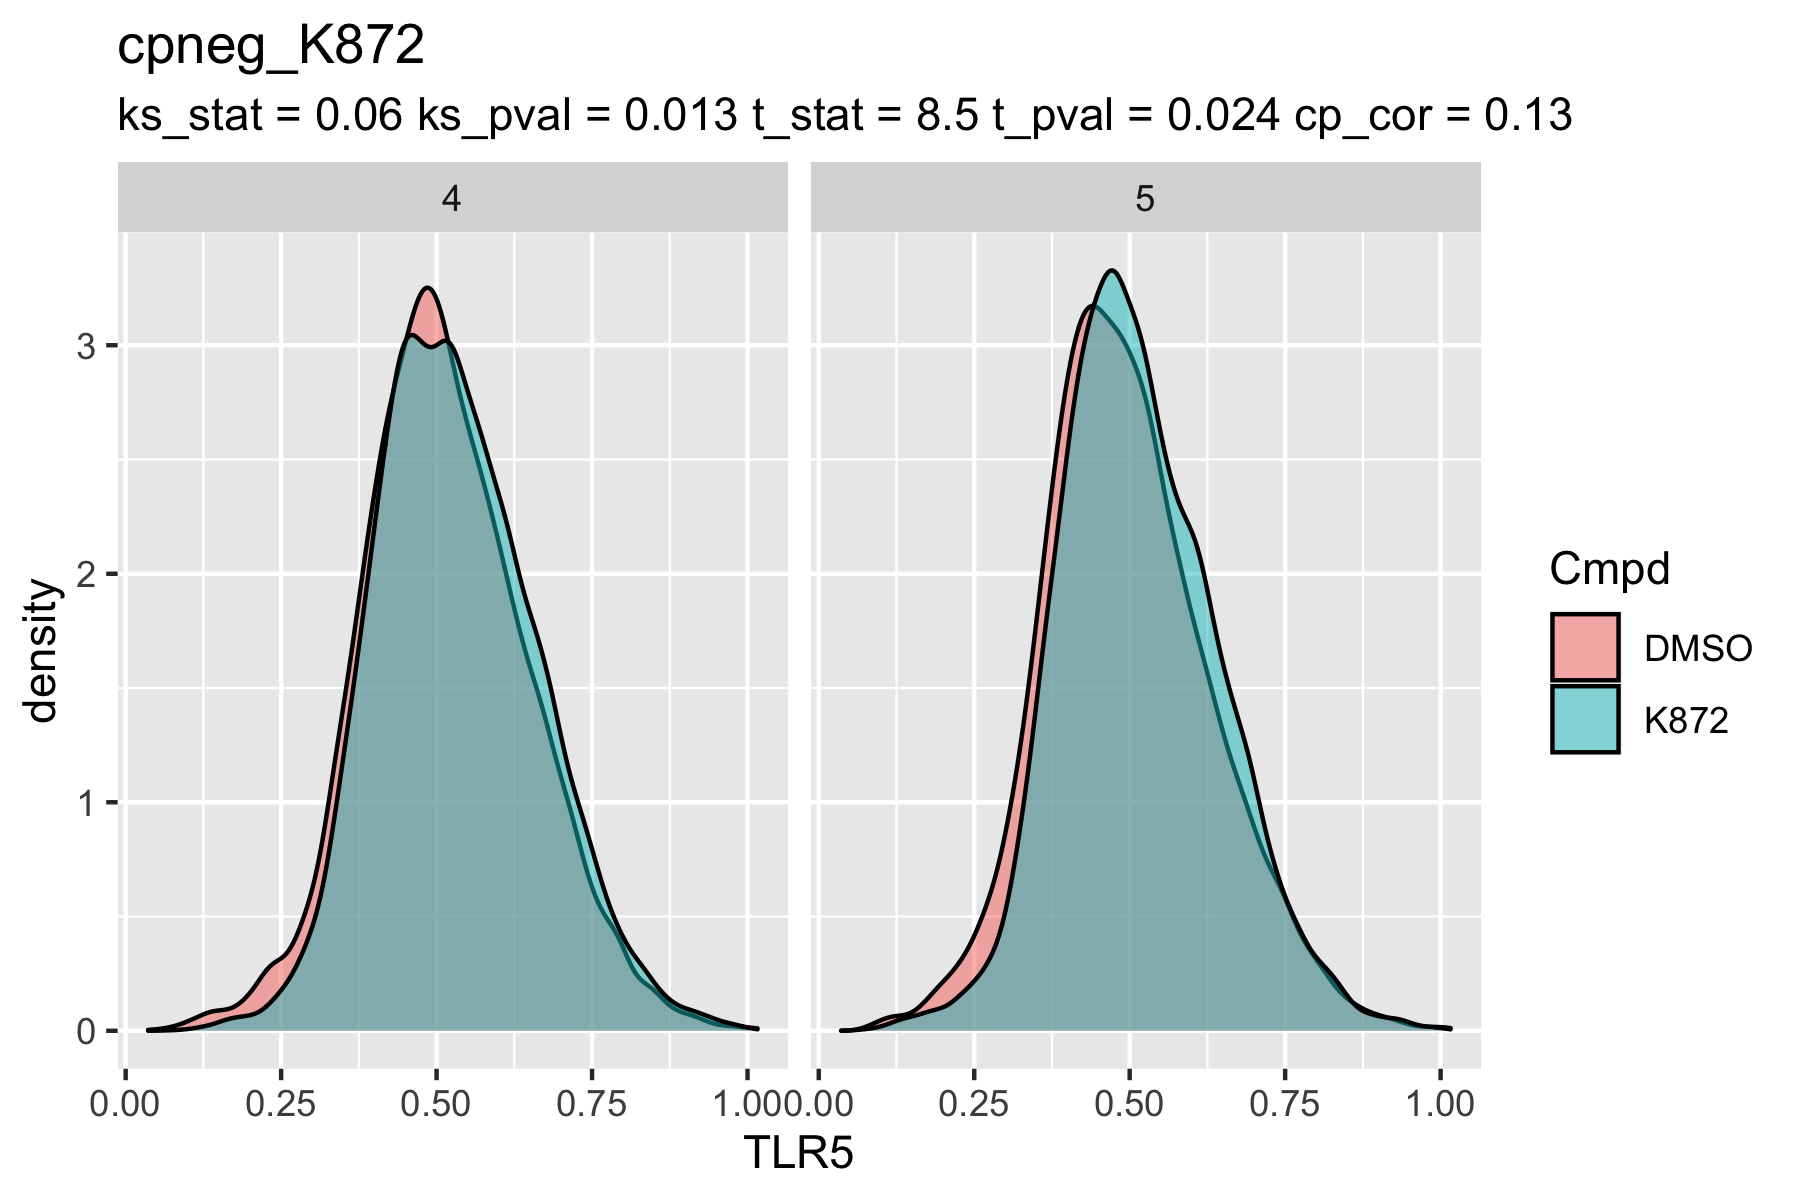 cpneg_K872
ks_stat = 0.06 ks_pval = 0.013 t_stat = 8.5 t_pval = 0.024 cp_cor = 0.13
4 5
density
3
2
1
0
0.00 0.25 0.50 0.75 1.00 0.00 0.25 0.50 0.75 1.00
TLR5
Cmpd
DMSO
K872